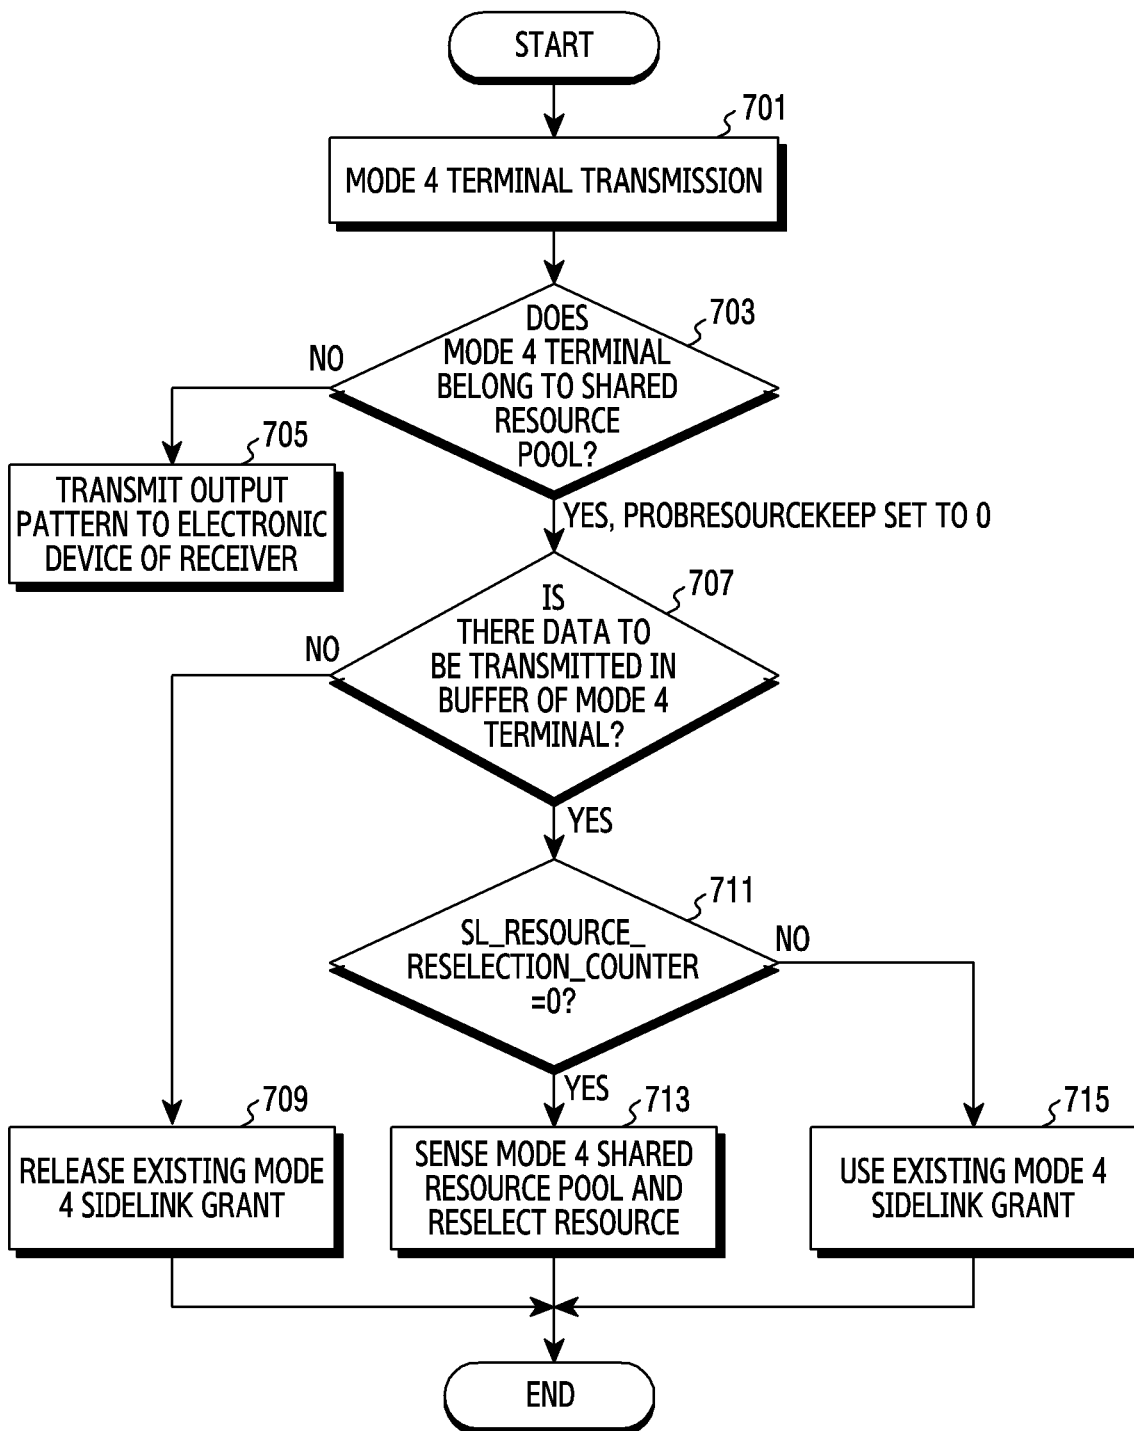 START
701
MODE 4 TERMINAL TRANSMISSION
703
DOES
MODE 4 TERMINAL
BELONG TO SHARED
RESOURCE
POOL?
NO
705
TRANSMIT OUTPUT
PATTERN TO ELECTRONIC
DEVICE OF RECEIVER
YES, PROBRESOURCEKEEP SET TO 0
707
IS
THERE DATA TO
BE TRANSMITTED IN
BUFFER OF MODE 4
TERMINAL?
NO
YES
711
SL_RESOURCE_
RESELECTION_COUNTER
=0?
NO
YES
709
RELEASE EXISTING MODE
4 SIDELINK GRANT
713
SENSE MODE 4 SHARED
RESOURCE POOL AND
RESELECT RESOURCE
715
USE EXISTING MODE 4
SIDELINK GRANT
END